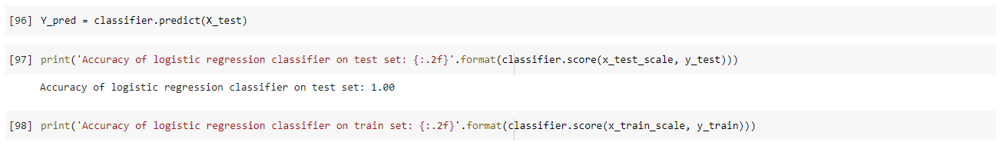 [96] Y_pred = classifier.predict(X_test)
[97] print('Accuracy of logistic regression classifier on test set: {:.2f}'.format(classifier.score(x_test_scale, y_test)))
Accuracy of logistic regression classifier on test set: 1.00
[98] print('Accuracy of logistic regression classifier on train set: {:.2f}'.format(classifier.score(x_train_scale, y_train)))